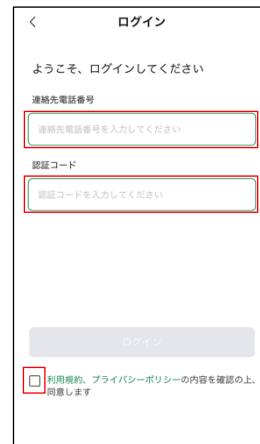 ログイン
ようこそ、ログインしてください
連絡先電話番号
連絡先電話番号を入力してください
認証コード
認証コードを入力してください
ログイン
利用規約、プライバシーポリシーの内容を確認の上、
同意します